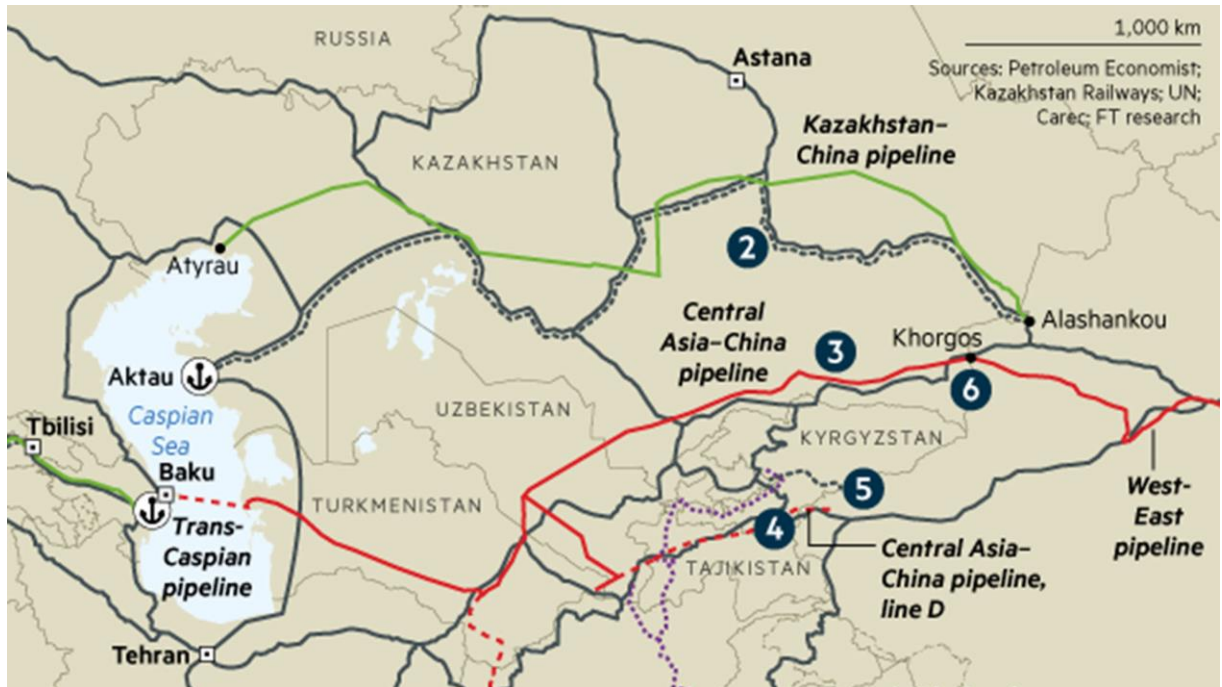 1,000 km
RUSSIA
Astana
Sources: Petroleum Economist;
Kazakhstan Railways; UN;
Carec; FT research
Kazakhstan–
China pipeline
KAZAKHSTAN
2
Atyrau
Central
Asia–China
pipeline
3
Khorgos
Alashankou
Aktau
6
Caspian
Sea
UZBEKISTAN
Tbilisi
KYRGYZSTAN
Baku
TURKMENISTAN
5
West-
East
pipeline
Trans-
Caspian
pipeline
4
TAJIKISTAN
Central Asia–
China pipeline,
line D
Tehran